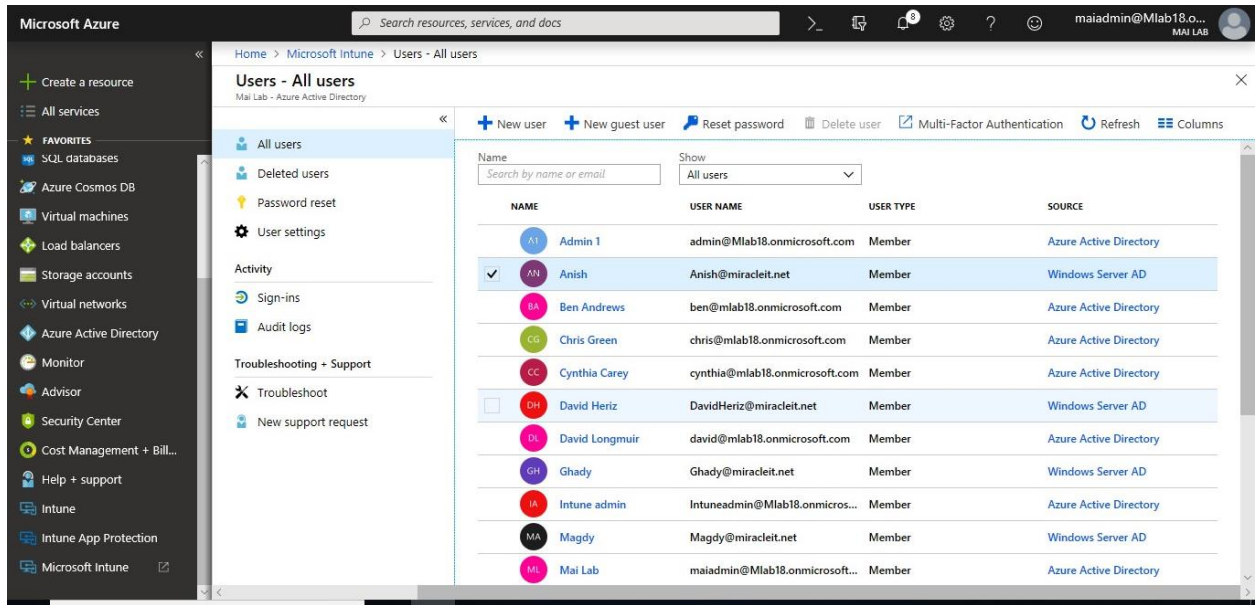 Microsoft Azure
Search resources, services, and docs
8
maiadmin@Mlab18.o...
MAI LAB
Create a resource
All services
FAVORITES
SQL databases
Azure Cosmos DB
Virtual machines
Load balancers
Storage accounts
Virtual networks
Azure Active Directory
Monitor
Advisor
Security Center
Cost Management + Bill...
Help + support
Intune
Intune App Protection
Microsoft Intune
Home > Microsoft Intune > Users - All users
Users - All users
Mai Lab - Azure Active Directory
All users
Deleted users
Password reset
User settings
Activity
Sign-ins
Audit logs
Troubleshooting + Support
Troubleshoot
New support request
New user New guest user Reset password Delete user Multi-Factor Authentication Refresh Columns
Name Show
Search by name or email All users
NAME USER NAME USER TYPE SOURCE
A1 Admin 1 admin@Mlab18.onmicrosoft.com Member Azure Active Directory
AN Anish Anish@miracleit.net Member Windows Server AD
BA Ben Andrews ben@mlab18.onmicrosoft.com Member Azure Active Directory
CG Chris Green chris@mlab18.onmicrosoft.com Member Azure Active Directory
CC Cynthia Carey cynthia@mlab18.onmicrosoft.com Member Azure Active Directory
DH David Heriz DavidHeriz@miracleit.net Member Windows Server AD
DL David Longmuir david@mlab18.onmicrosoft.com Member Azure Active Directory
GH Ghady Ghady@miracleit.net Member Windows Server AD
IA Intune admin Intuneadmin@Mlab18.onmicros... Member Azure Active Directory
MA Magdy Magdy@miracleit.net Member Windows Server AD
ML Mai Lab maiadmin@Mlab18.onmicrosoft... Member Azure Active Directory